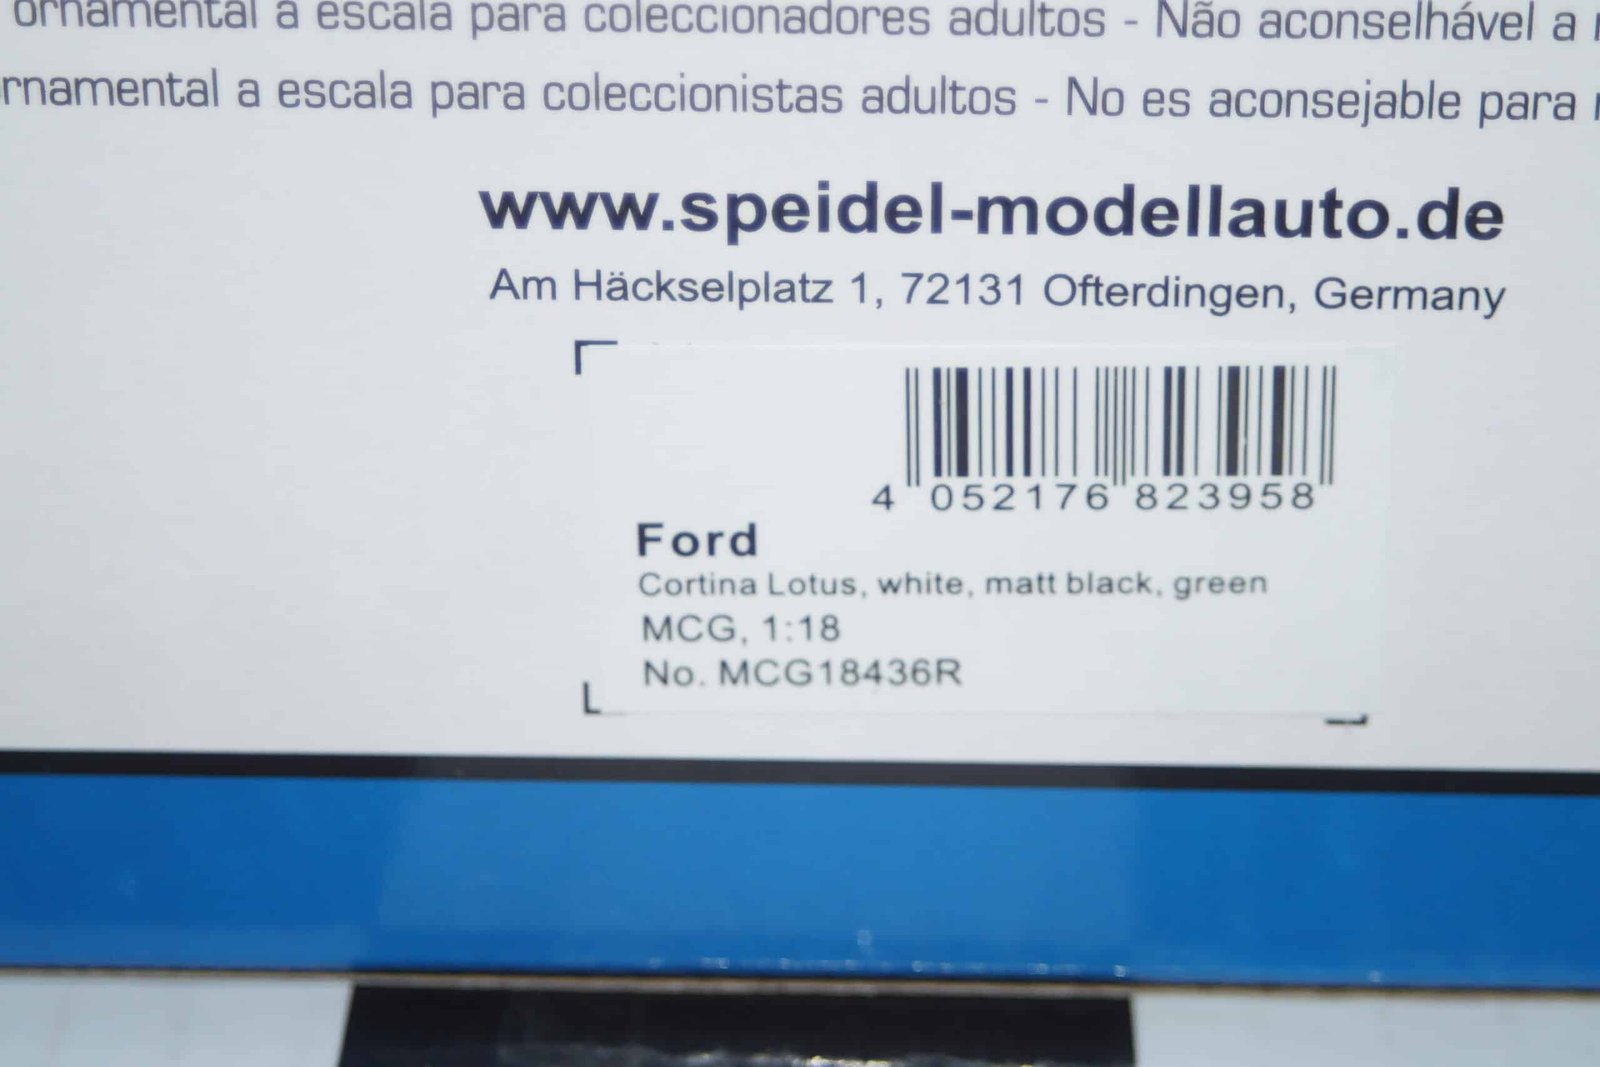 ornamental à escala para coleccionadores adultos - Não aconselhável a
ornamental a escala para coleccionistas adultos - No es aconsejable para
www.speidel-modellauto.de
Am Häckselplatz 1, 72131 Ofterdingen, Germany
4 052176 823958
Ford
Cortina Lotus, white, matt black, green
MCG, 1:18
No. MCG18436R